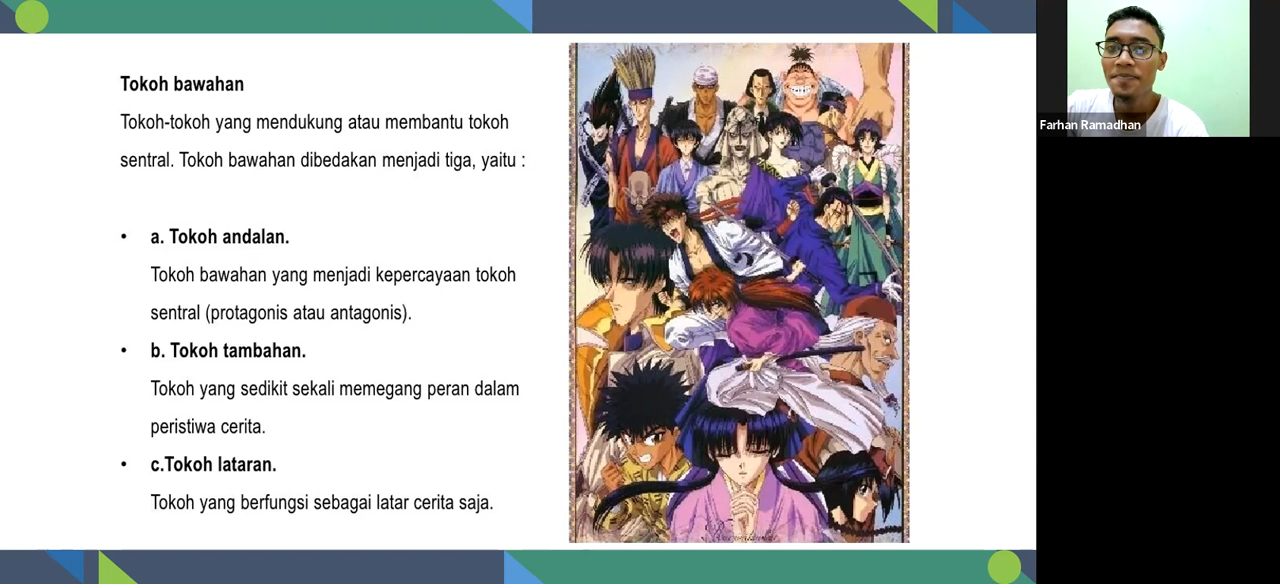 Tokoh bawahan
Tokoh-tokoh yang mendukung atau membantu tokoh
sentral. Tokoh bawahan dibedakan menjadi tiga, yaitu :
• a. Tokoh andalan.
Tokoh bawahan yang menjadi kepercayaan tokoh
sentral (protagonis atau antagonis).
• b. Tokoh tambahan.
Tokoh yang sedikit sekali memegang peran dalam
peristiwa cerita.
• c.Tokoh lataran.
Tokoh yang berfungsi sebagai latar cerita saja.
Farhan Ramadhan